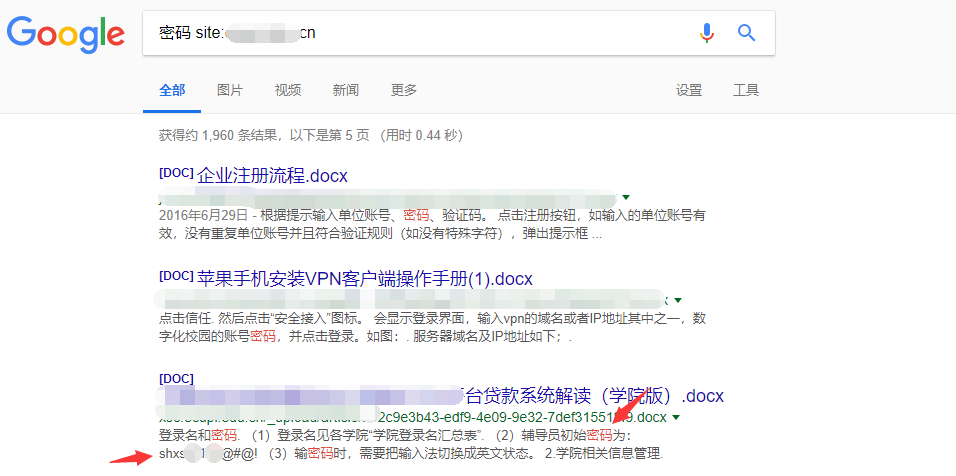 Google
密码 site: cn
全部 图片 视频 新闻 更多 设置 工具
获得约 1,960 条结果，以下是第 5 页 （用时 0.44 秒）
[DOC] 企业注册流程.docx
2016年6月29日 - 根据提示输入单位账号、密码、验证码。 点击注册按钮，如输入的单位账号有
效，没有重复单位账号并且符合验证规则（如没有特殊字符），弹出提示框 ...
[DOC] 苹果手机安装VPN客户端操作手册(1).docx
点击信任. 然后点击“安全接入”图标。 会显示登录界面，输入vpn的域名或者IP地址其中之一，数
字化校园的账号密码，并点击登录。如图：. 服务器域名及IP地址如下；.
[DOC]
台贷款系统解读（学院版）.docx
2c9e3b43-edf9-4e09-9e32-7def31551 9.docx
登录名和密码. （1）登录名见各学院“学院登录名汇总表”. （2）辅导员初始密码为：
shxs @#@! （3）输密码时，需要把输入法切换成英文状态。 2.学院相关信息管理.